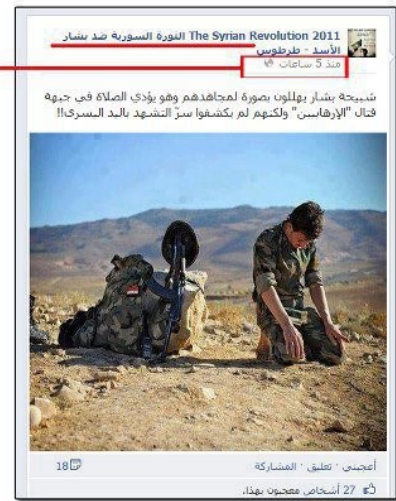 The Syrian Revolution 2011 الثورة السورية ضد بشار
الأسد - طرطوس
منذ 5 ساعات
شبيحة بشار يهللون بصورة لمجاهدهم وهو يؤدي الصلاة في جبهة
قتال "الإرهابيين" ولكنهم لم يكشفوا سرّ التشهد باليد اليسرى!!
أعجبني · تعليق · المشاركة
18
27 أشخاص معجبون بهذا.